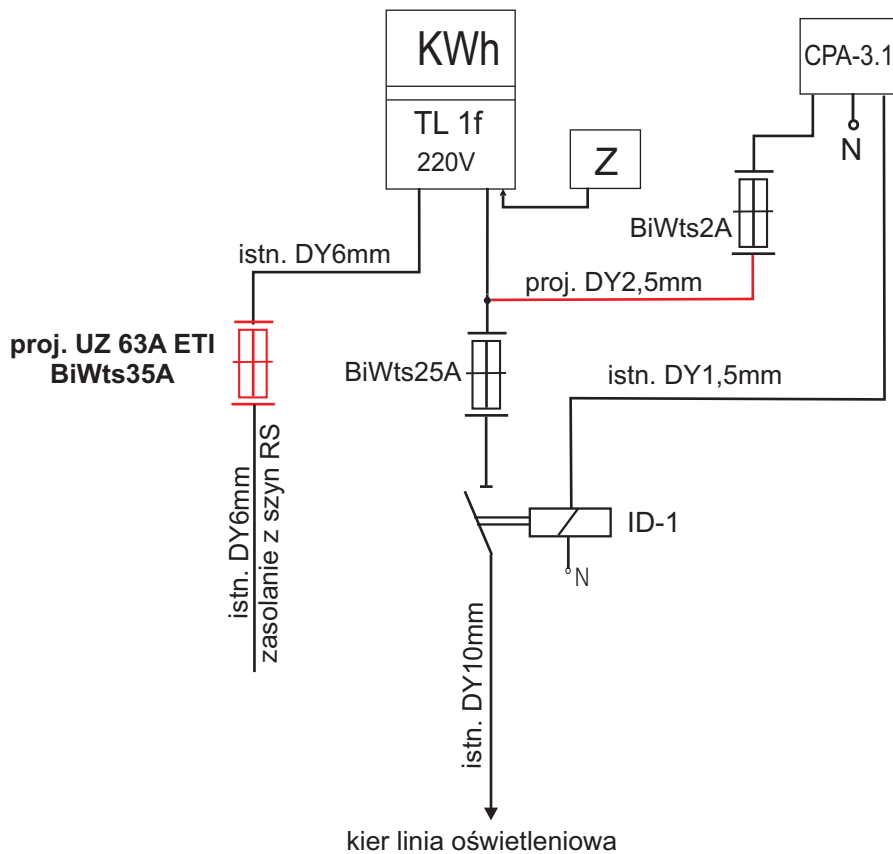 KWh
CPA-3.1
TL 1f
220V
Z
N
BiWts2A
istn. DY6mm
proj. DY2,5mm
proj. UZ 63A ETI
BiWts35A
BiWts25A
istn. DY1,5mm
istn. DY6mm
zasolanie z szyn RS
ID-1
N
istn. DY10mm
kier linia oświetleniowa